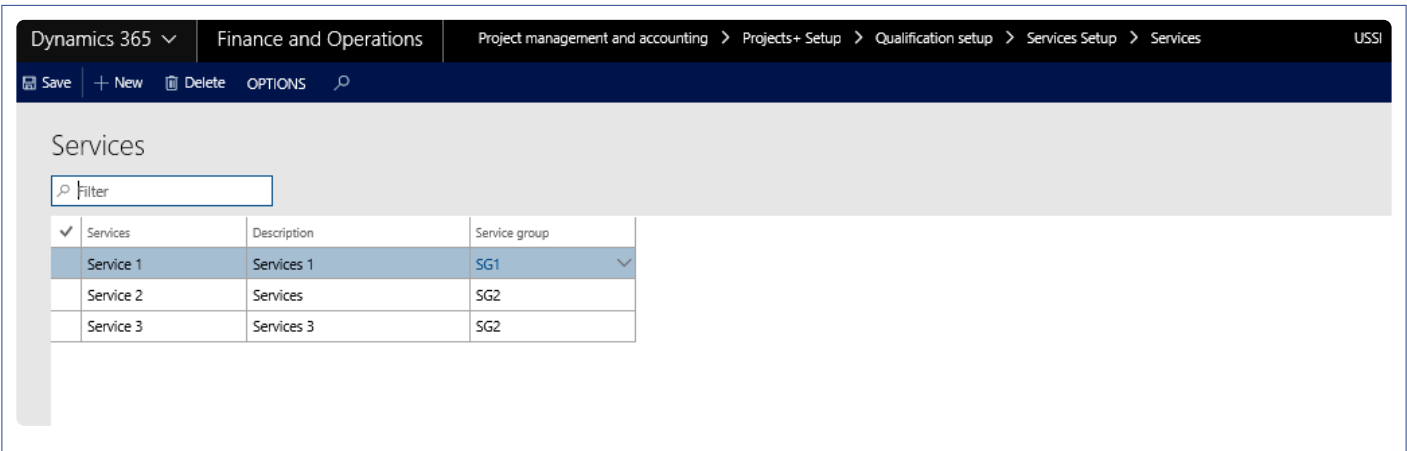 Dynamics 365 Finance and Operations Project management and accounting > Projects+ Setup > Qualification setup > Services Setup > Services USSI
Save + New Delete OPTIONS
Services
Filter
Services Description Service group
Service 1 Services 1 SG1
Service 2 Services SG2
Service 3 Services 3 SG2